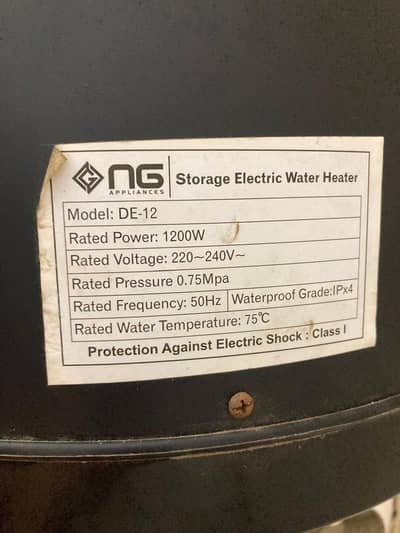 NG
APPLIANCES
Storage Electric Water Heater
Model: DE-12
Rated Power: 1200W
Rated Voltage: 220~240V~
Rated Pressure 0.75Mpa
Rated Frequency: 50Hz Waterproof Grade:IPx4
Rated Water Temperature: 75℃
Protection Against Electric Shock : Class I